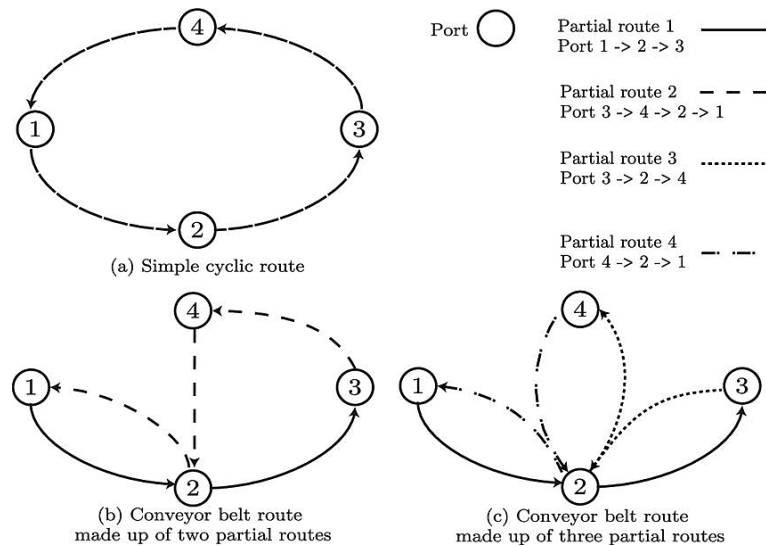 4
1
3
2
(a) Simple cyclic route
Port
Partial route 1
Port 1 -> 2 -> 3
Partial route 2
Port 3 -> 4 -> 2 -> 1
Partial route 3
Port 3 -> 2 -> 4
Partial route 4
Port 4 -> 2 -> 1
4
1
3
2
(b) Conveyor belt route
made up of two partial routes
4
1
3
2
(c) Conveyor belt route
made up of three partial routes